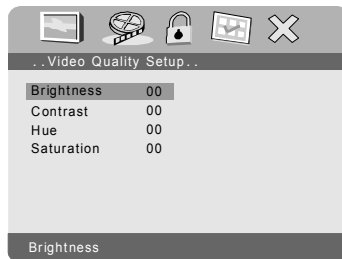 ..Video Quality Setup..
Brightness 00
Contrast 00
Hue 00
Saturation 00
Brightness